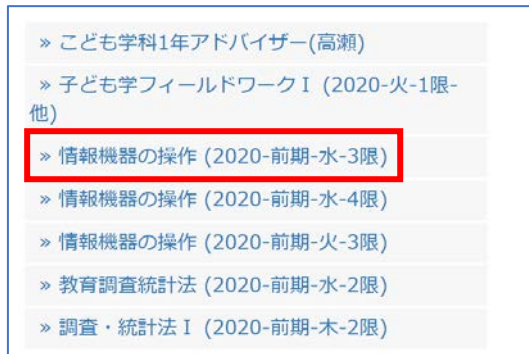 » こども学科1年アドバイザー(高瀬)
» 子ども学フィールドワークⅠ (2020-火-1限-
他)
» 情報機器の操作 (2020-前期-水-3限)
» 情報機器の操作 (2020-前期-水-4限)
» 情報機器の操作 (2020-前期-火-3限)
» 教育調査統計法 (2020-前期-水-2限)
» 調査・統計法Ⅰ (2020-前期-木-2限)